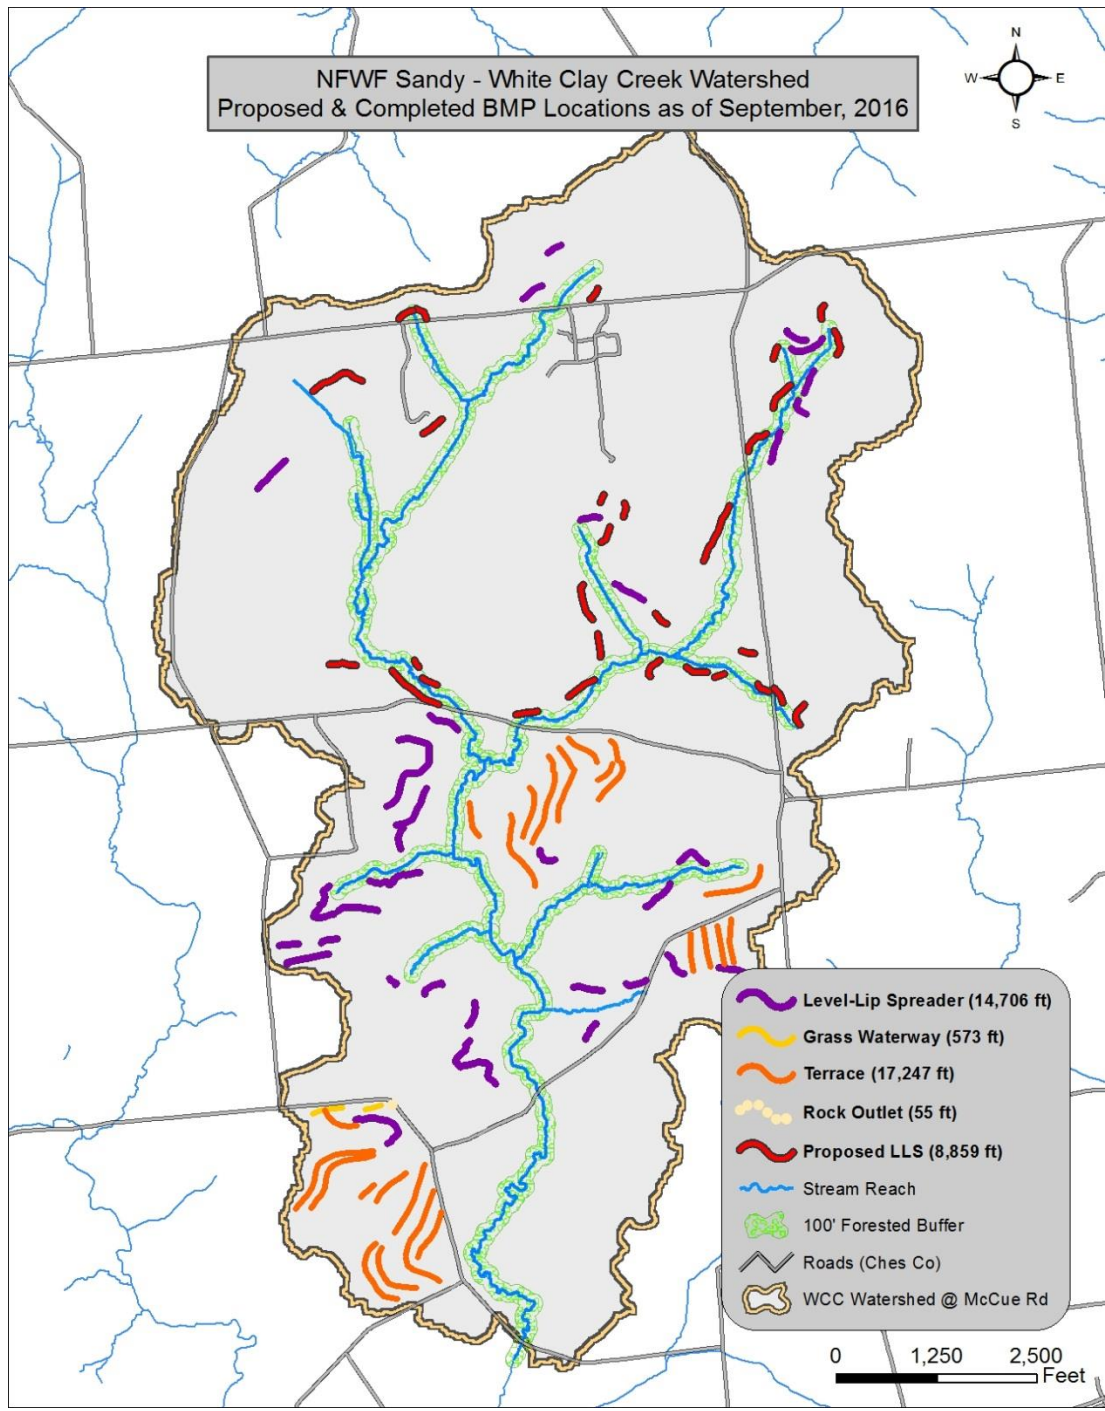 NFWF Sandy - White Clay Creek Watershed
Proposed & Completed BMP Locations as of September, 2016
N
W E
S
Level-Lip Spreader (14,706 ft)
Grass Waterway (573 ft)
Terrace (17,247 ft)
Rock Outlet (55 ft)
Proposed LLS (8,859 ft)
Stream Reach
100' Forested Buffer
Roads (Ches Co)
WCC Watershed @ McCue Rd
0 1,250 2,500
Feet